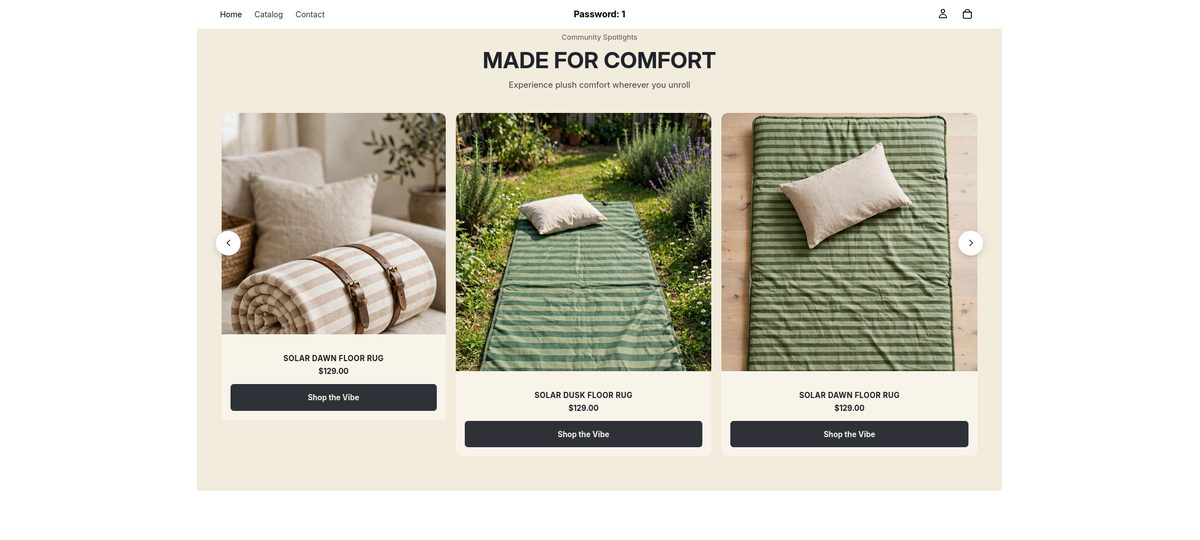 Home Catalog Contact Password: 1
Community Spotlights
MADE FOR COMFORT
Experience plush comfort wherever you unroll
SOLAR DAWN FLOOR RUG
$129.00
Shop the Vibe
SOLAR DUSK FLOOR RUG
$129.00
Shop the Vibe
SOLAR DAWN FLOOR RUG
$129.00
Shop the Vibe